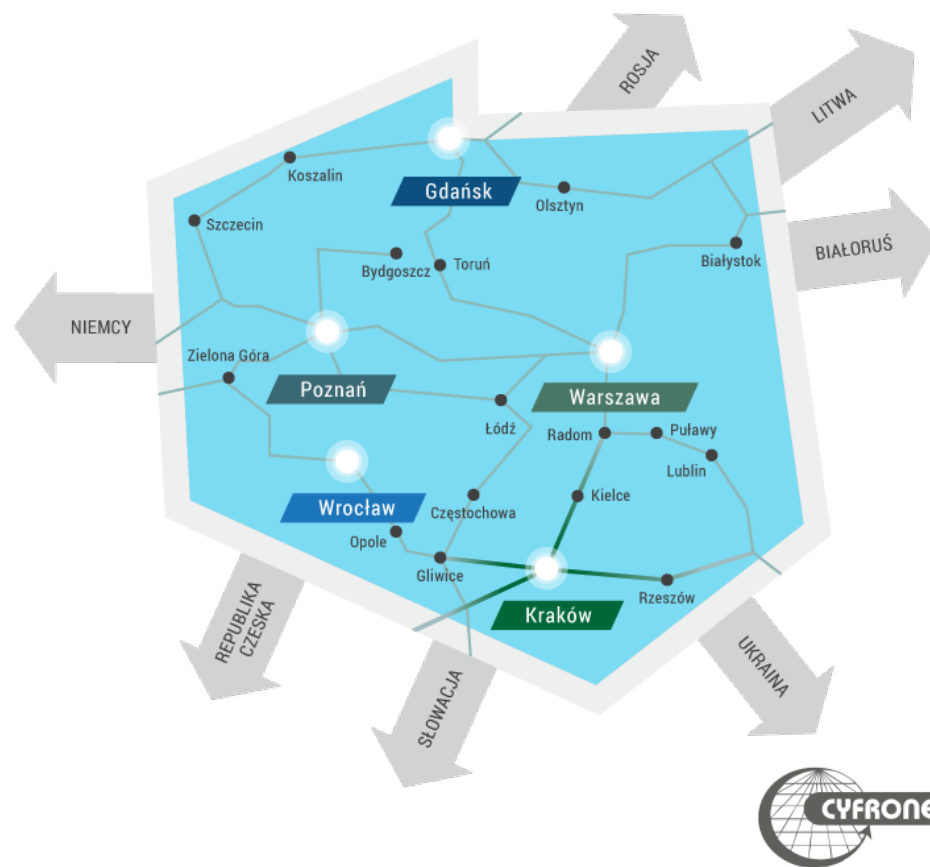 ROSJA
LITWA
Koszalin
Gdańsk
Olsztyn
Szczecin
BIAŁORUŚ
Białystok
Bydgoszcz
Toruń
NIEMCY
Zielona Góra
Poznań
Warszawa
Łódź
Radom
Puławy
Lublin
Kielce
Wrocław
Częstochowa
Opole
Gliwice
Rzeszów
Kraków
REPUBLIKA
CZESKA
SŁOWACJA
UKRAINA
CYFRONE